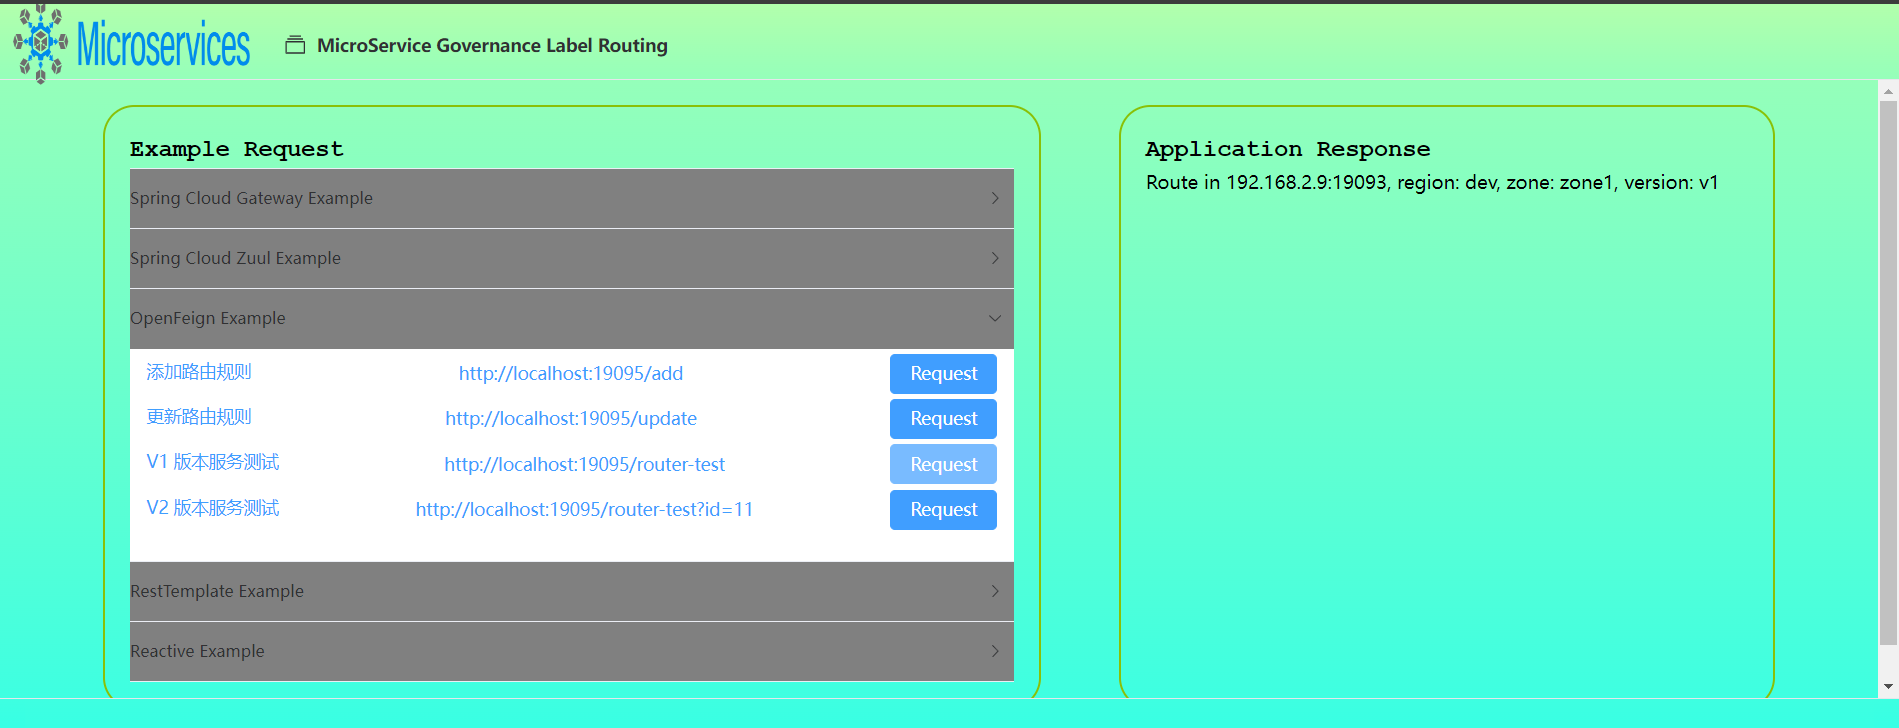 Microservices
MicroService Governance Label Routing
Example Request
Spring Cloud Gateway Example
Spring Cloud Zuul Example
OpenFeign Example
添加路由规则 http://localhost:19095/add Request
更新路由规则 http://localhost:19095/update Request
V1 版本服务测试 http://localhost:19095/router-test Request
V2 版本服务测试 http://localhost:19095/router-test?id=11 Request
RestTemplate Example
Reactive Example
Application Response
Route in 192.168.2.9:19093, region: dev, zone: zone1, version: v1